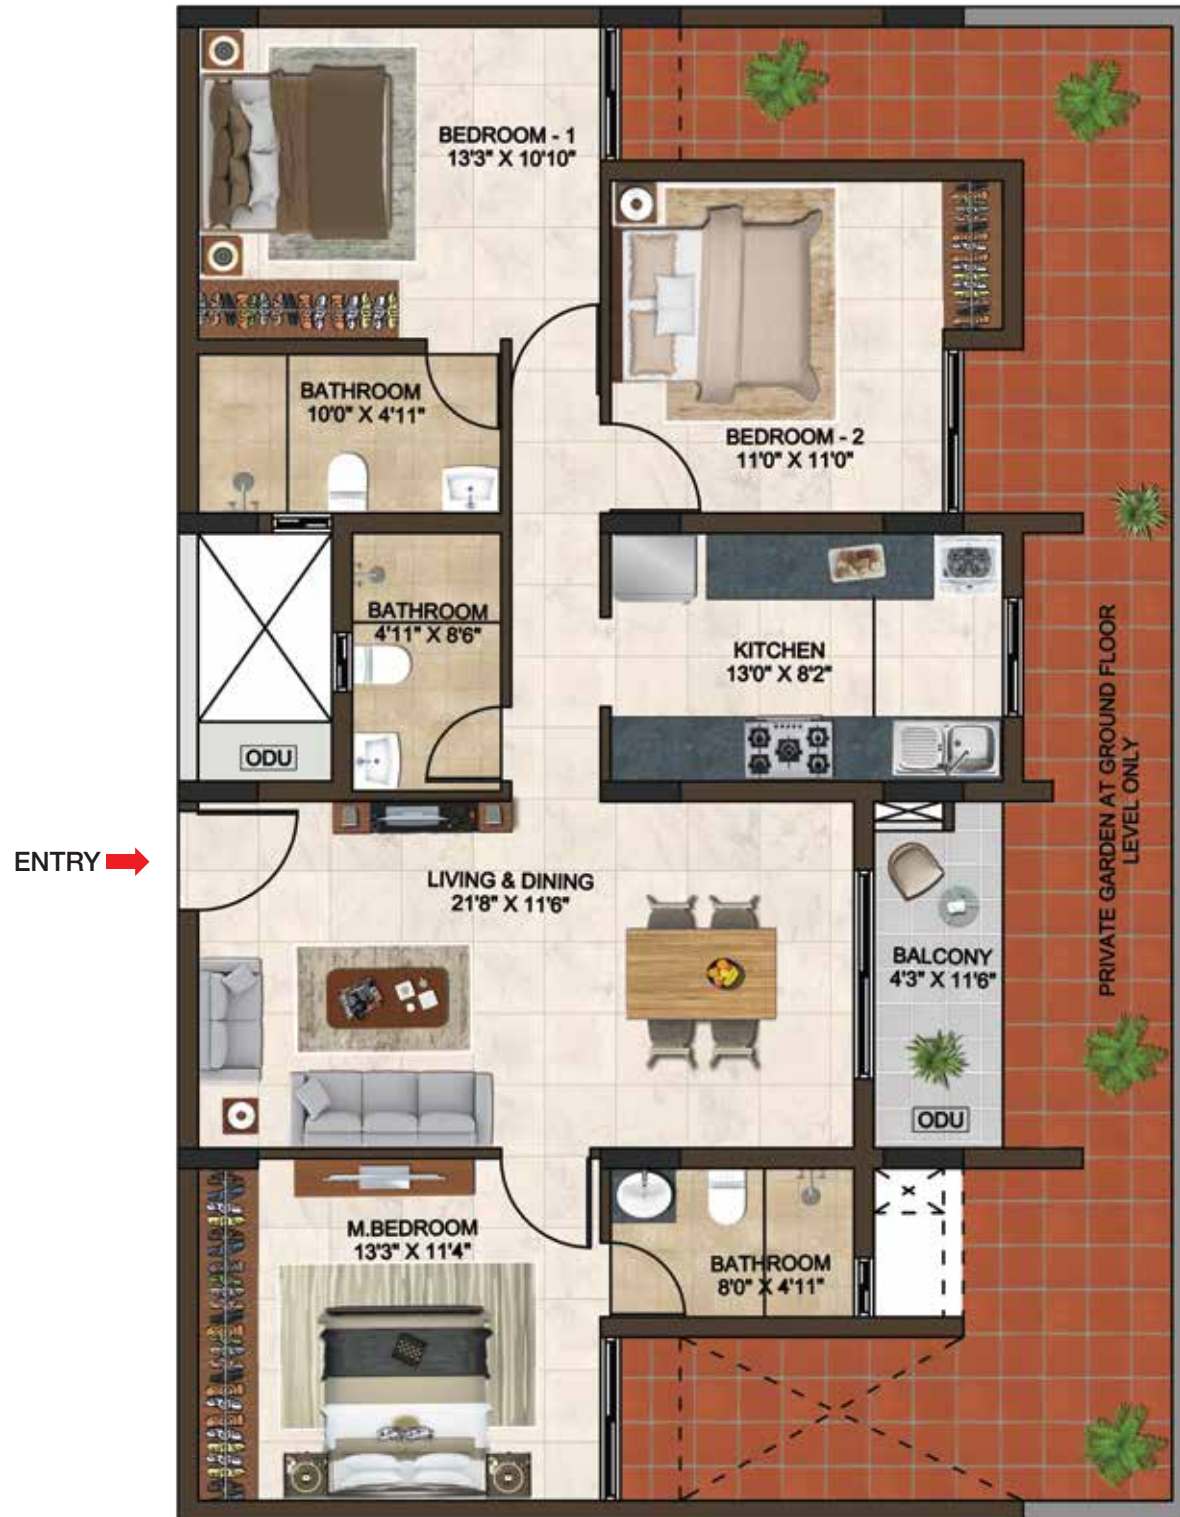 BEDROOM - 1
13'3" X 10'10"
BATHROOM
10'0" X 4'11"
BEDROOM - 2
11'0" X 11'0"
BATHROOM
4'11" X 8'6"
KITCHEN
13'0" X 8'2"
ODU
ENTRY
LIVING & DINING
21'8" X 11'6"
BALCONY
4'3" X 11'6"
ODU
PRIVATE GARDEN AT GROUND FLOOR
LEVEL ONLY
M.BEDROOM
13'3" X 11'4"
BATHROOM
8'0" X 4'11"